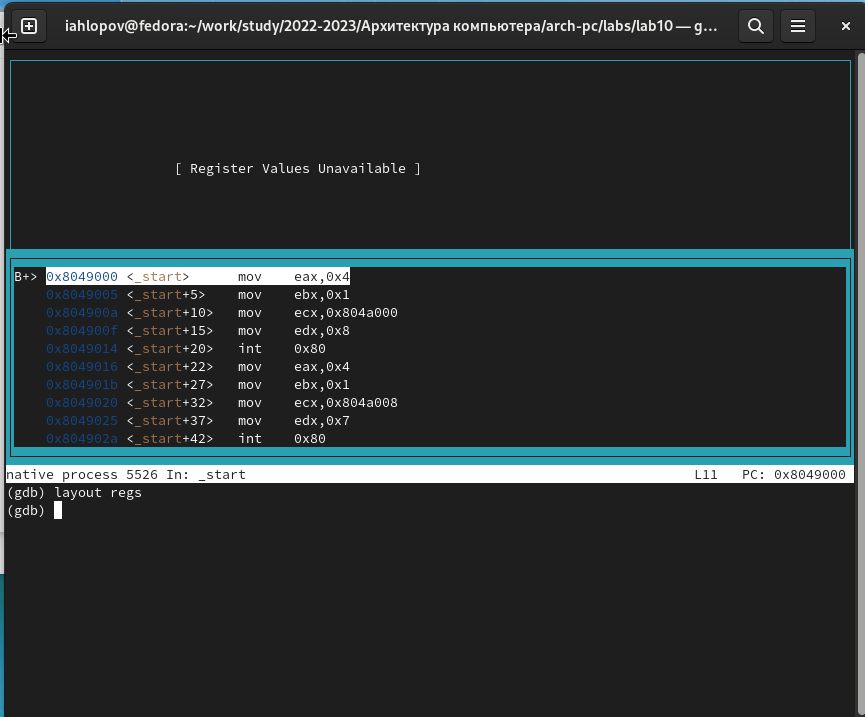 iahlopov@fedora:~/work/study/2022-2023/Архитектура компьютера/arch-pc/labs/lab10 — g…
[ Register Values Unavailable ]
B+> 0x8049000 <_start> mov eax,0x4
0x8049005 <_start+5> mov ebx,0x1
0x804900a <_start+10> mov ecx,0x804a000
0x804900f <_start+15> mov edx,0x8
0x8049014 <_start+20> int 0x80
0x8049016 <_start+22> mov eax,0x4
0x804901b <_start+27> mov ebx,0x1
0x8049020 <_start+32> mov ecx,0x804a008
0x8049025 <_start+37> mov edx,0x7
0x804902a <_start+42> int 0x80
native process 5526 In: _start L11 PC: 0x8049000
(gdb) layout regs
(gdb)